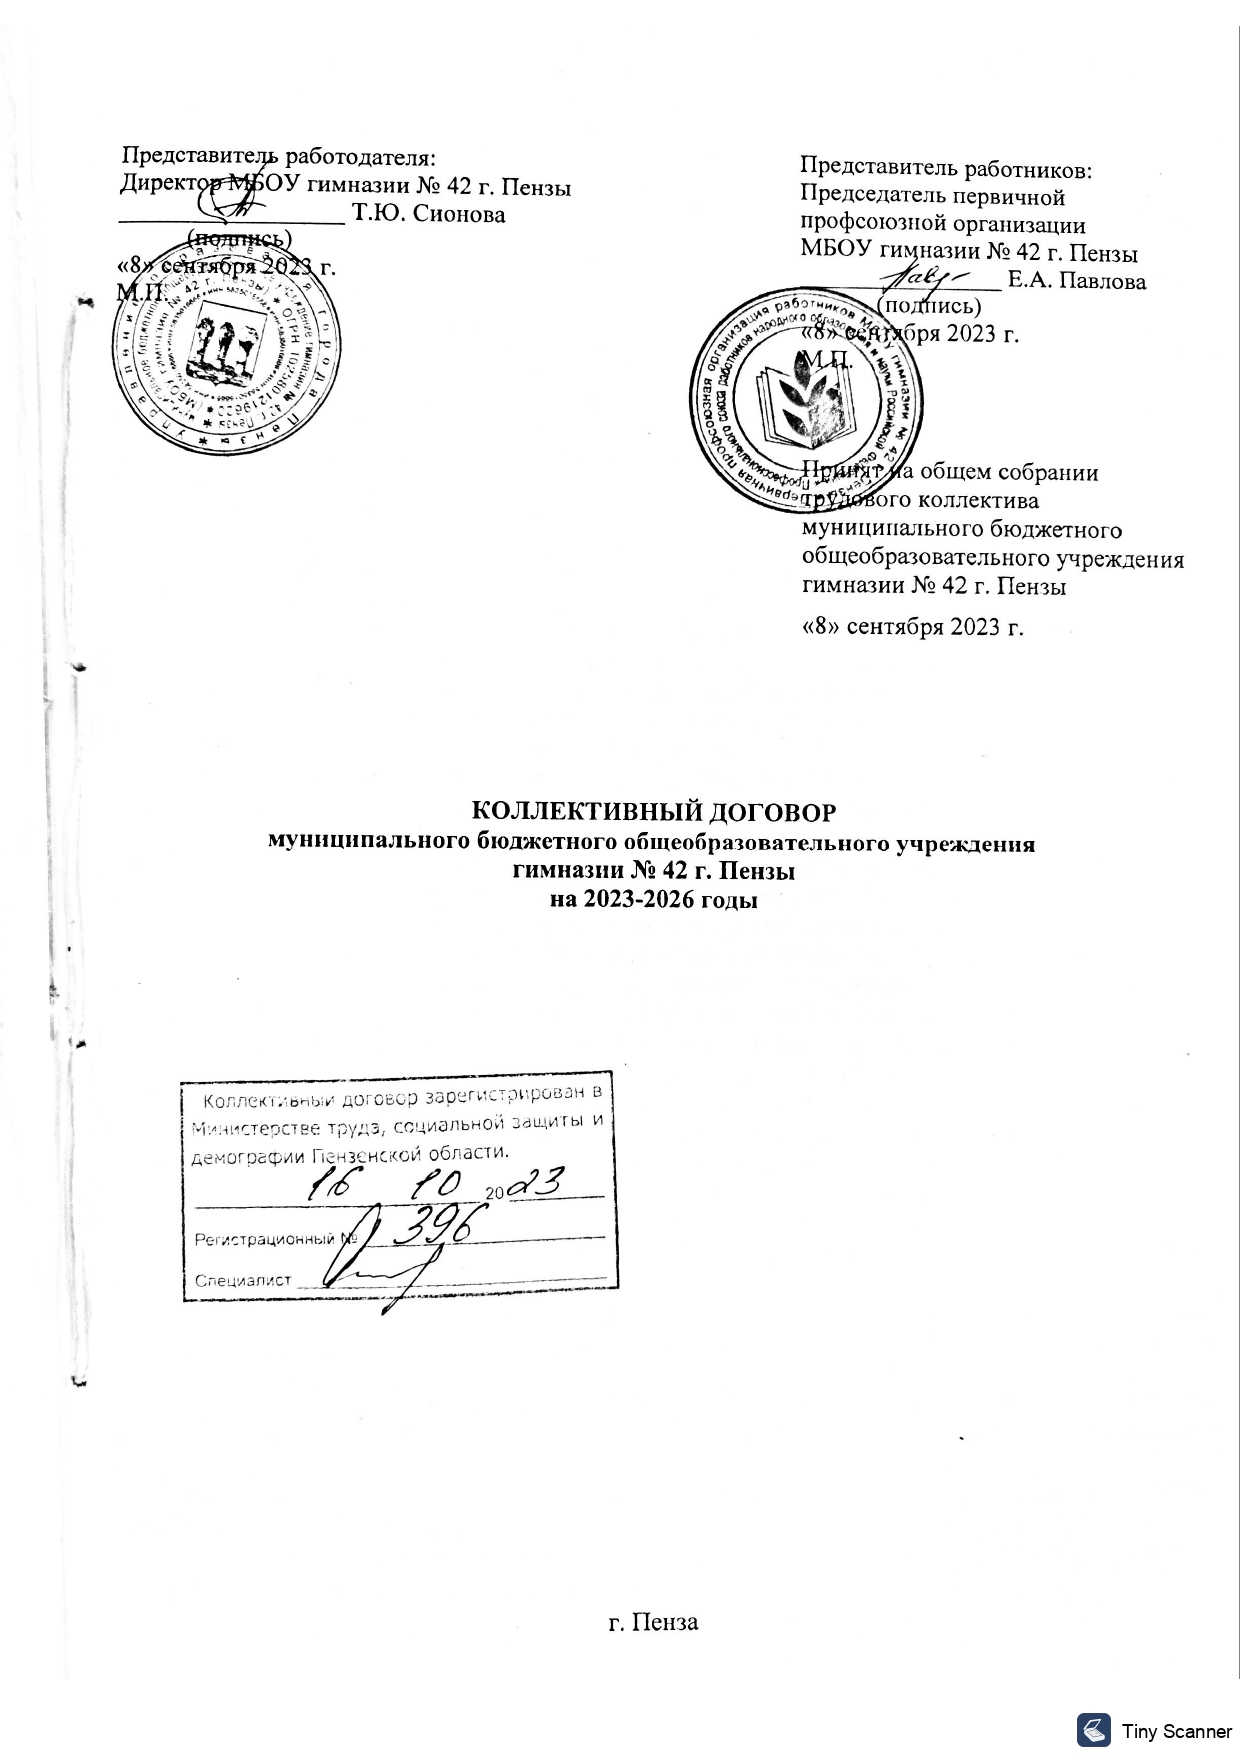 Представитель работодателя:
Директор МБОУ гимназии № 42 г. Пензы
Т.Ю. Сионова
(подпись)
«8» сентября 2023 г.
М.П.
Представитель работников:
Председатель первичной
профсоюзной организации
МБОУ гимназии № 42 г. Пензы
Е.А. Павлова
(подпись)
«8» сентября 2023 г.
М.П.
Принят на общем собрании
трудового коллектива
муниципального бюджетного
общеобразовательного учреждения
гимназии № 42 г. Пензы
«8» сентября 2023 г.
КОЛЛЕКТИВНЫЙ ДОГОВОР
муниципального бюджетного общеобразовательного учреждения
гимназии № 42 г. Пензы
на 2023-2026 годы
Коллективный договор зарегистрирован в
Министерстве труда, социальной защиты и
демографии Пензенской области.
16 10 2023
Регистрационный № 396
Специалист
г. Пенза
Tiny Scanner